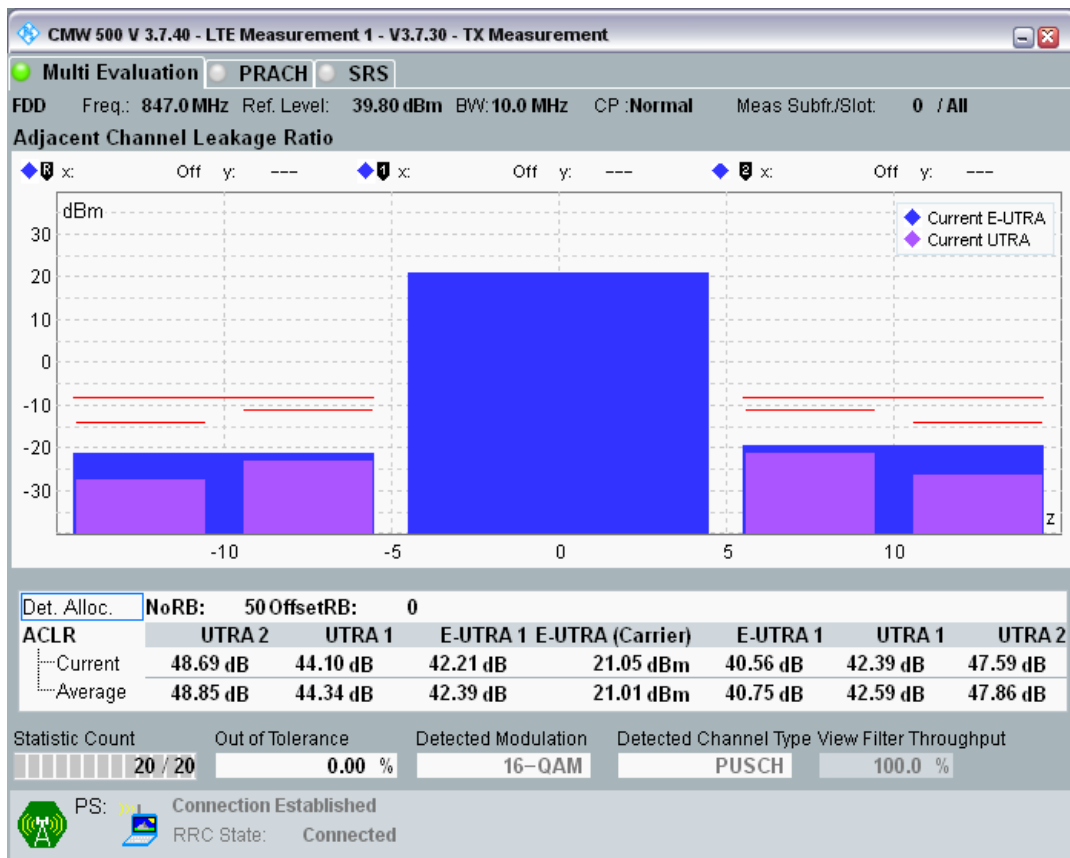 CMW 500 V 3.7.40 - LTE Measurement 1 - V3.7.30 - TX Measurement
Multi Evaluation PRACH SRS
FDD Freq.: 847.0 MHz Ref. Level: 39.80 dBm BW: 10.0 MHz CP :Normal Meas Subfr./Slot: 0 / All
Adjacent Channel Leakage Ratio
R x: Off y: --- 1 x: Off y: --- 2 x: Off y: ---
dBm
Current E-UTRA
Current UTRA
30
20
10
0
-10
-20
-30
z
-10 -5 0 5 10
Det. Alloc. NoRB: 50 OffsetRB: 0
ACLR UTRA 2 UTRA 1 E-UTRA 1 E-UTRA (Carrier) E-UTRA 1 UTRA 1 UTRA 2
Current 48.69 dB 44.10 dB 42.21 dB 21.05 dBm 40.56 dB 42.39 dB 47.59 dB
Average 48.85 dB 44.34 dB 42.39 dB 21.01 dBm 40.75 dB 42.59 dB 47.86 dB
Statistic Count Out of Tolerance Detected Modulation Detected Channel Type View Filter Throughput
20 / 20 0.00 % 16-QAM PUSCH 100.0 %
PS: Connection Established
RRC State: Connected